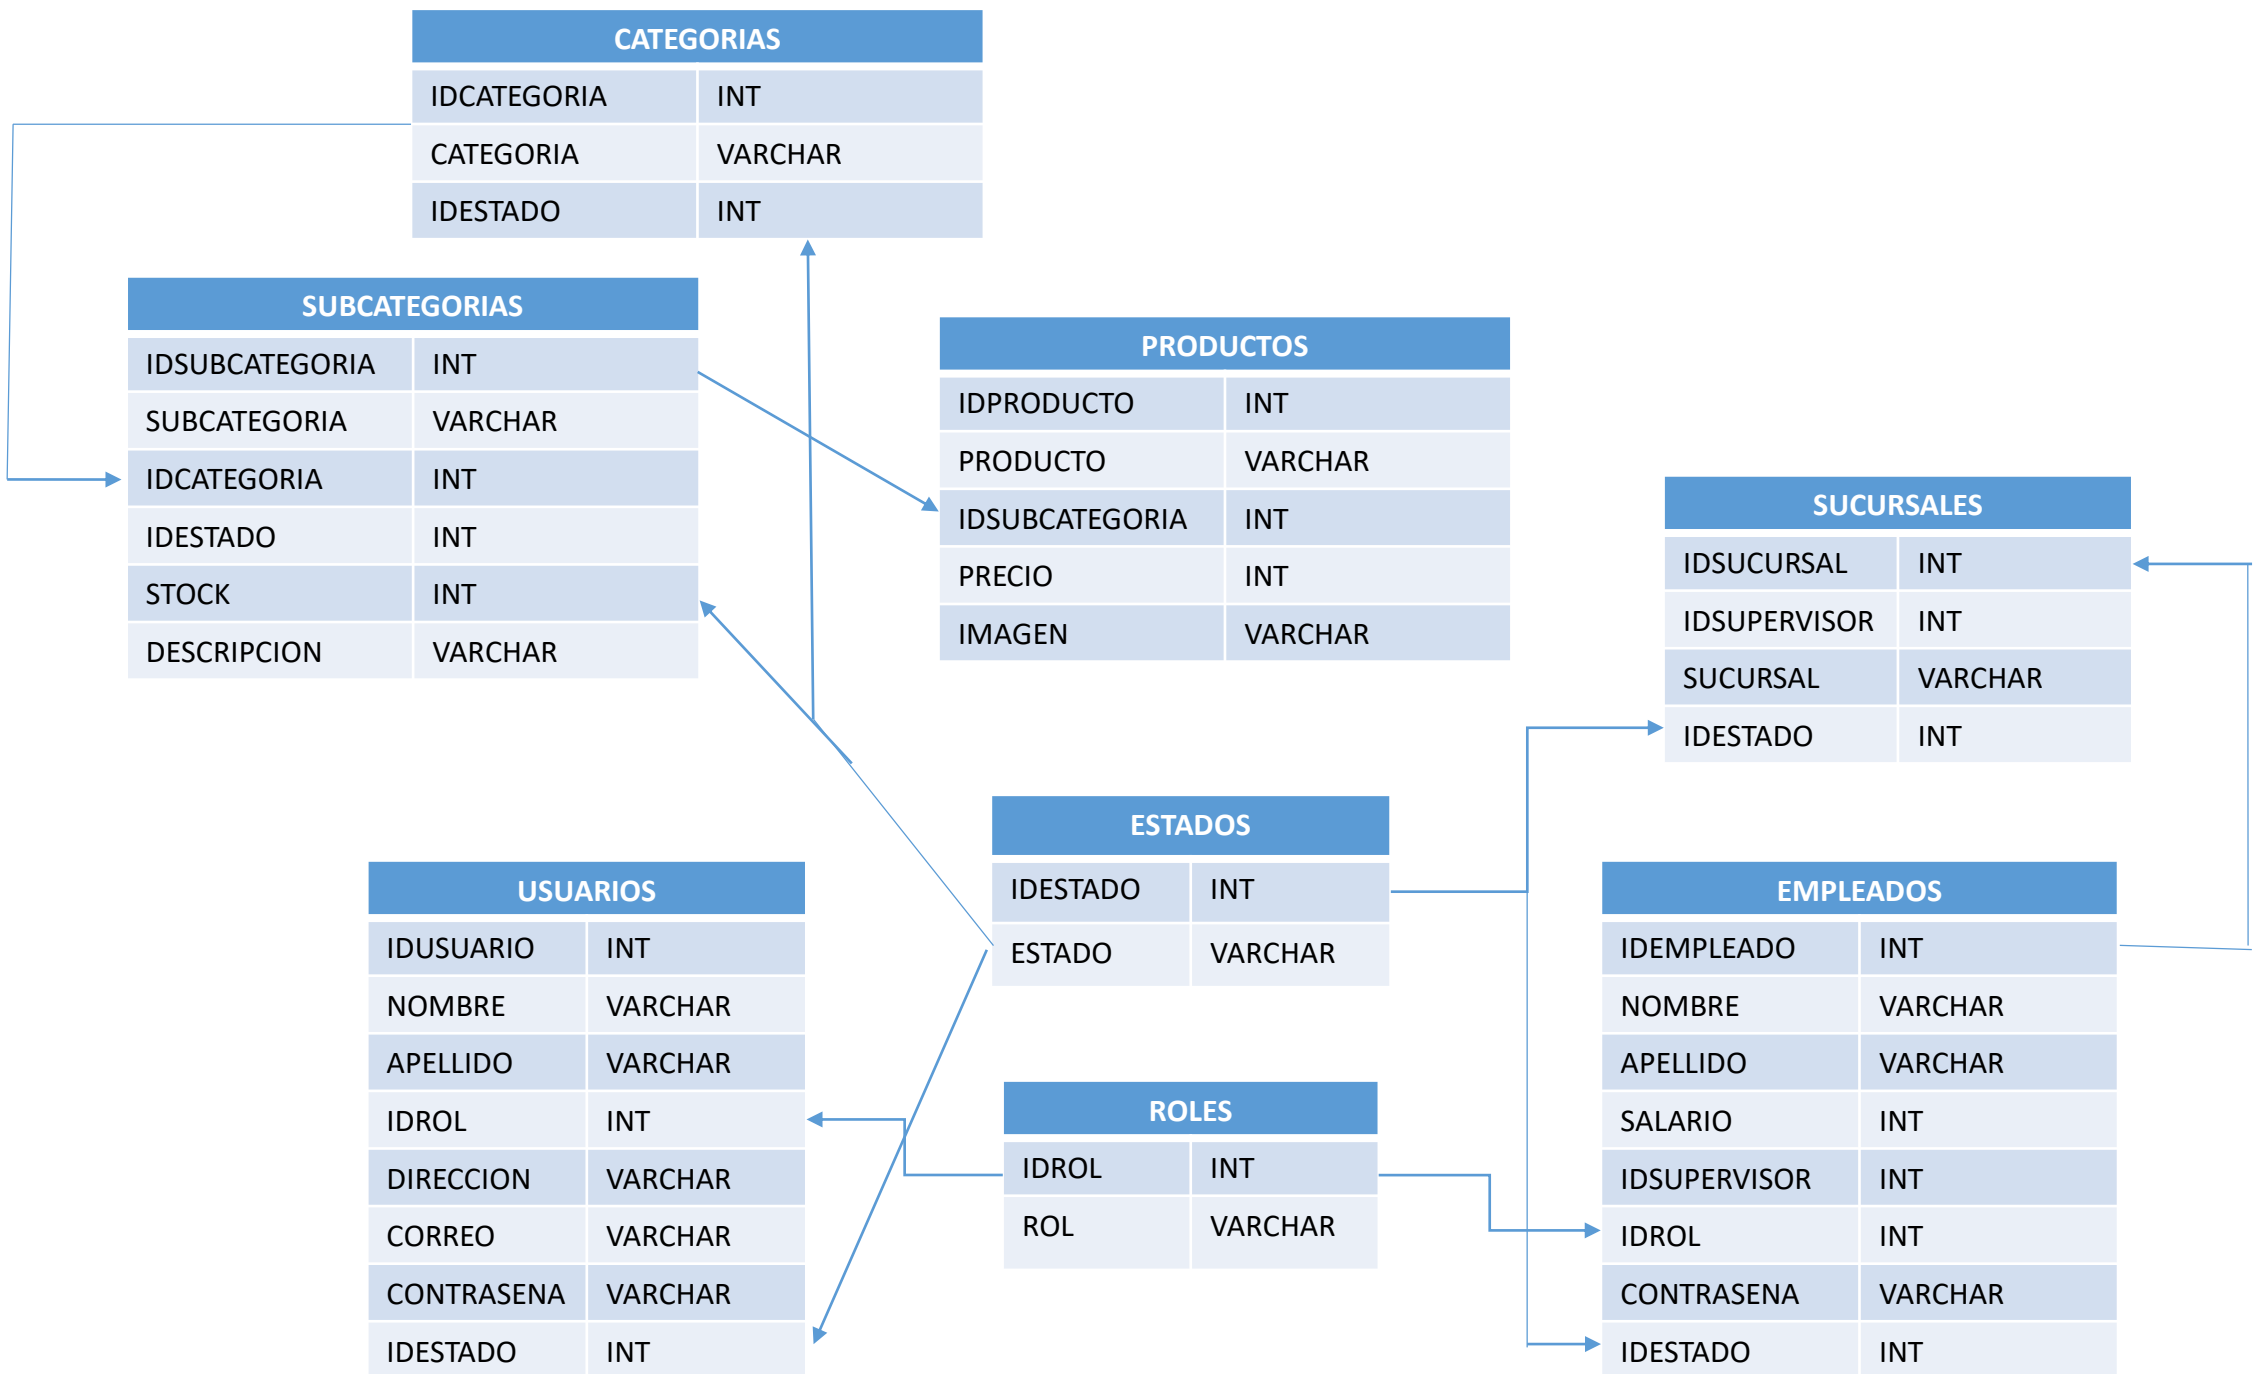 CATEGORIAS
IDCATEGORIA INT
CATEGORIA VARCHAR
IDESTADO INT
SUBCATEGORIAS
IDSUBCATEGORIA INT
SUBCATEGORIA VARCHAR
IDCATEGORIA INT
IDESTADO INT
STOCK INT
DESCRIPCION VARCHAR
PRODUCTOS
IDPRODUCTO INT
PRODUCTO VARCHAR
IDSUBCATEGORIA INT
PRECIO INT
IMAGEN VARCHAR
SUCURSALES
IDSUCURSAL INT
IDSUPERVISOR INT
SUCURSAL VARCHAR
IDESTADO INT
ESTADOS
IDESTADO INT
ESTADO VARCHAR
USUARIOS
IDUSUARIO INT
NOMBRE VARCHAR
APELLIDO VARCHAR
IDROL INT
DIRECCION VARCHAR
CORREO VARCHAR
CONTRASENA VARCHAR
IDESTADO INT
ROLES
IDROL INT
ROL VARCHAR
EMPLEADOS
IDEMPLEADO INT
NOMBRE VARCHAR
APELLIDO VARCHAR
SALARIO INT
IDSUPERVISOR INT
IDROL INT
CONTRASENA VARCHAR
IDESTADO INT